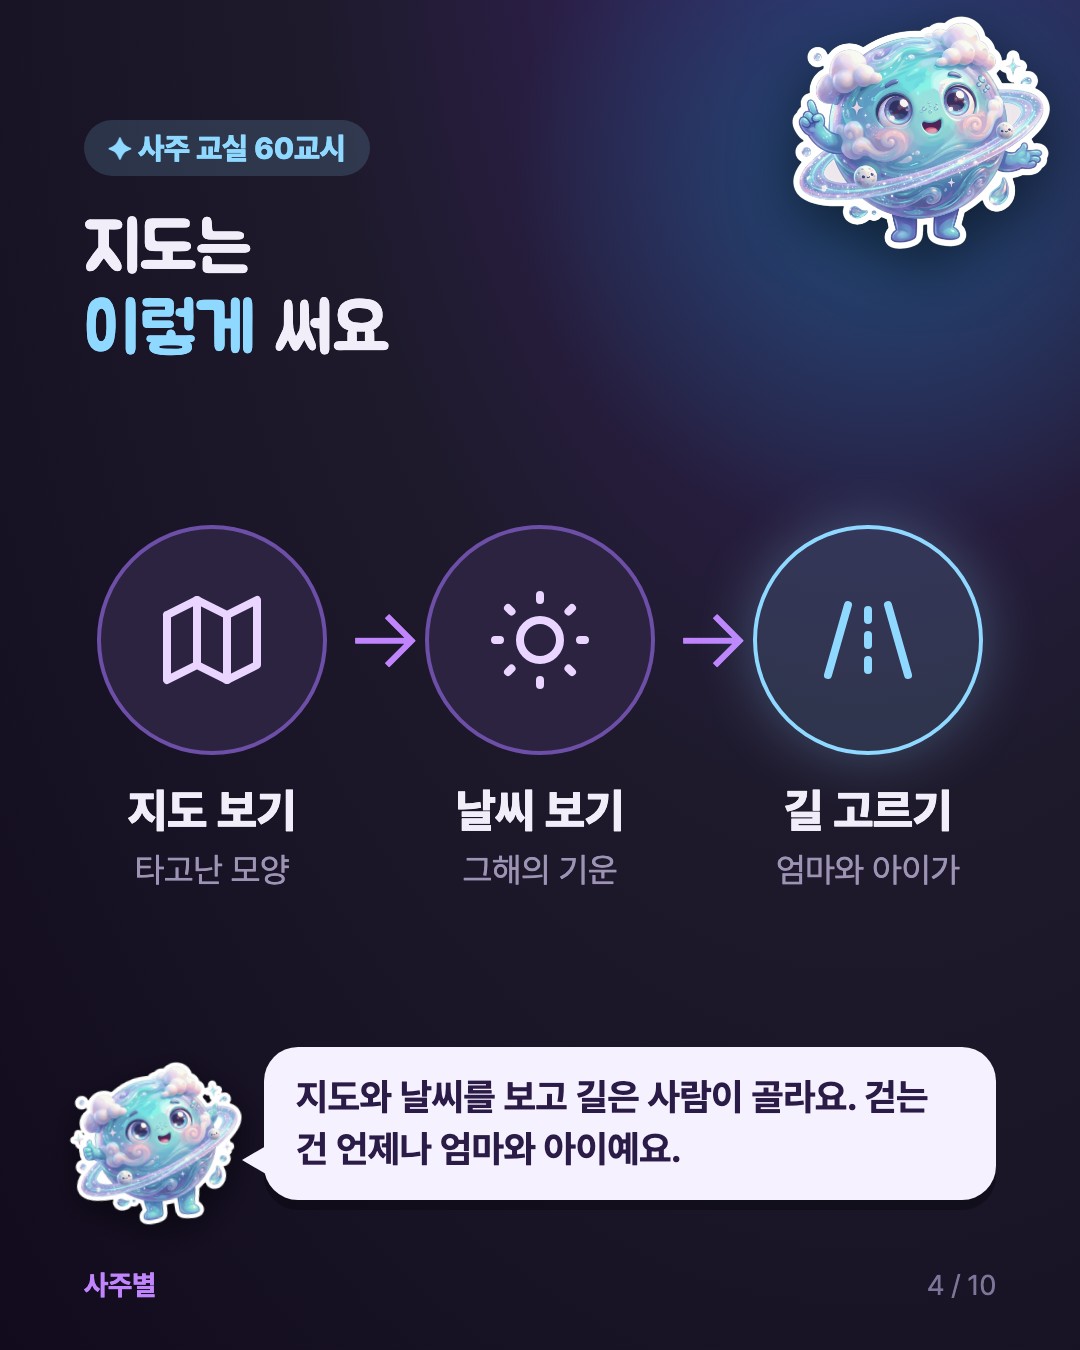 사주 교실 60교시
지도는
이렇게 써요
지도 보기
타고난 모양
날씨 보기
그해의 기운
길 고르기
엄마와 아이가
지도와 날씨를 보고 길은 사람이 골라요. 걷는
건 언제나 엄마와 아이예요.
사주별
4 / 10